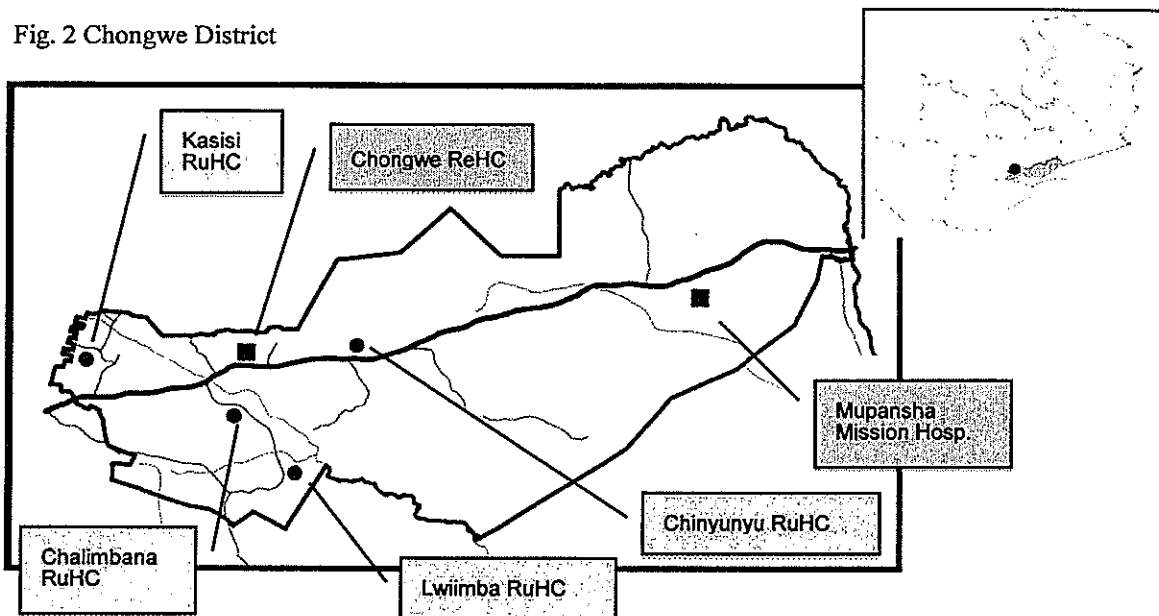 Fig. 2 Chongwe District
Kasisi
RuHC
Chongwe ReHC
Mupansha
Mission Hosp.
Chinyunyu RuHC
Chalimbana
RuHC
Lwiimba RuHC